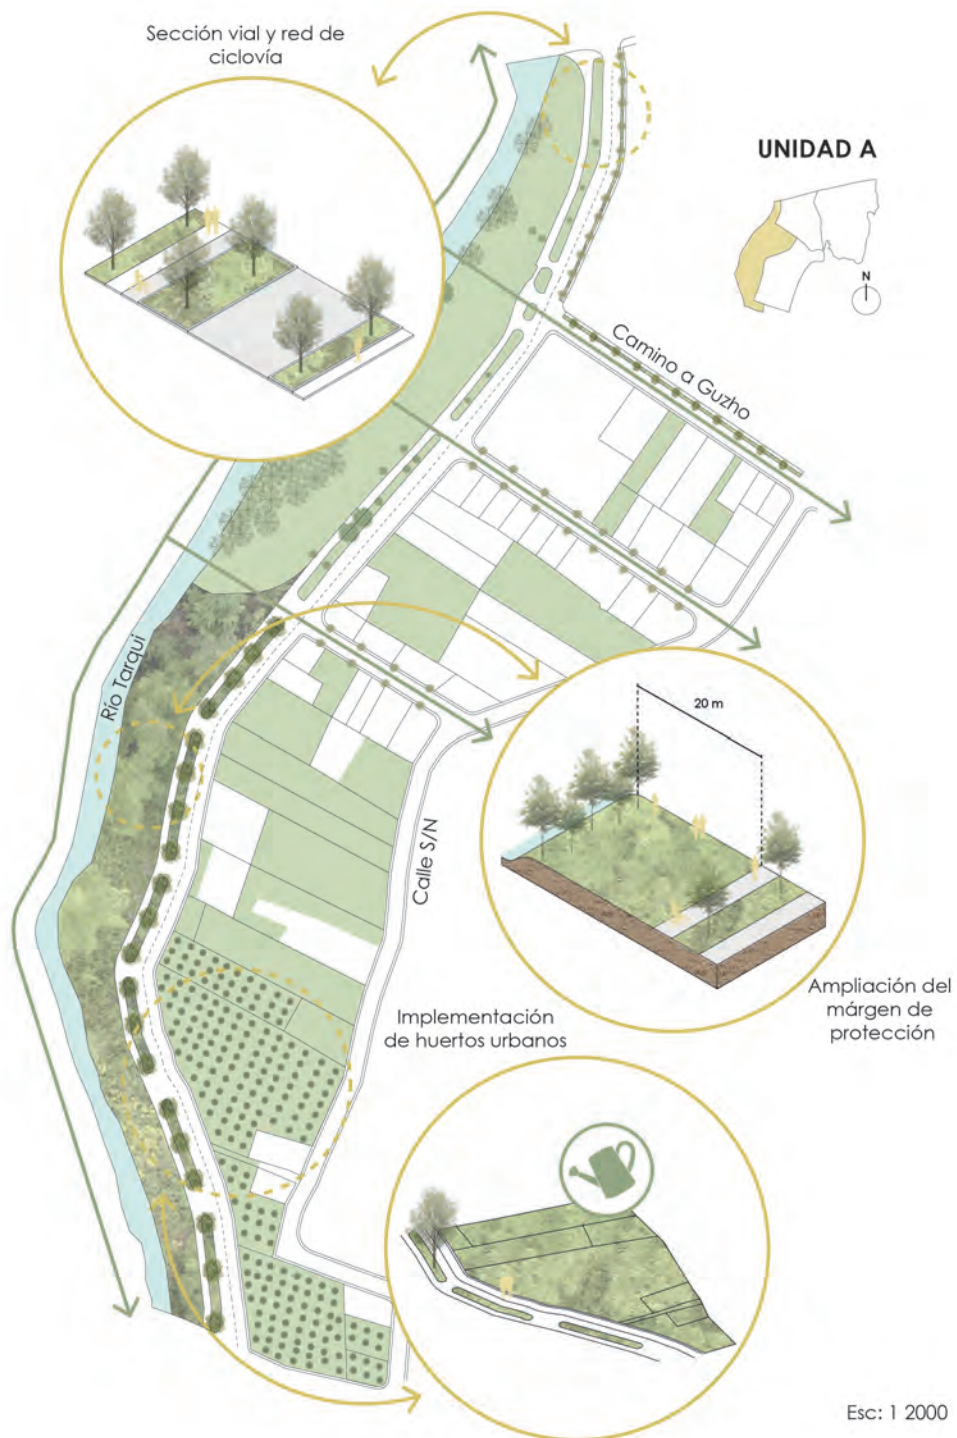 Sección vial y red de
ciclovía
UNIDAD A
N
Camino a Guzho
Río Tarqui
20 m
Calle S/N
Ampliación del
márgen de
protección
Implementación
de huertos urbanos
Esc: 1 2000